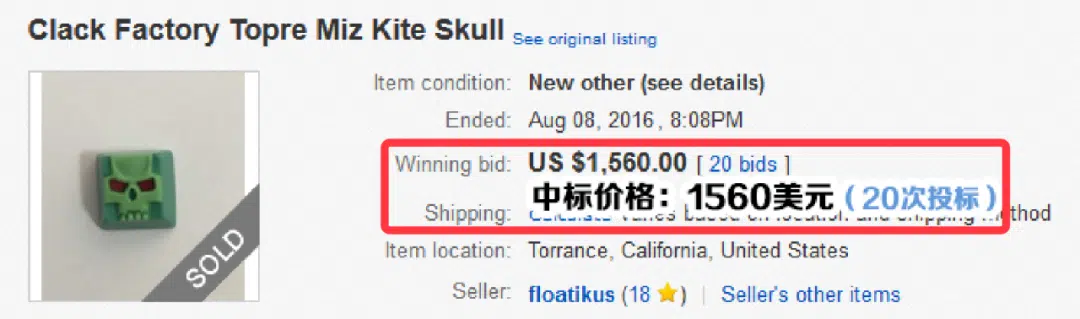 Clack Factory Topre Miz Kite Skull See original listing
Item condition: New other (see details)
Ended: Aug 08, 2016 , 8:08PM
Winning bid: US $1,560.00 [ 20 bids ]
中标价格：1560美元（20次投标）
Shipping: varies based on location and shipping method
Item location: Torrance, California, United States
Seller: floatikus (18 ) | Seller's other items
SOLD